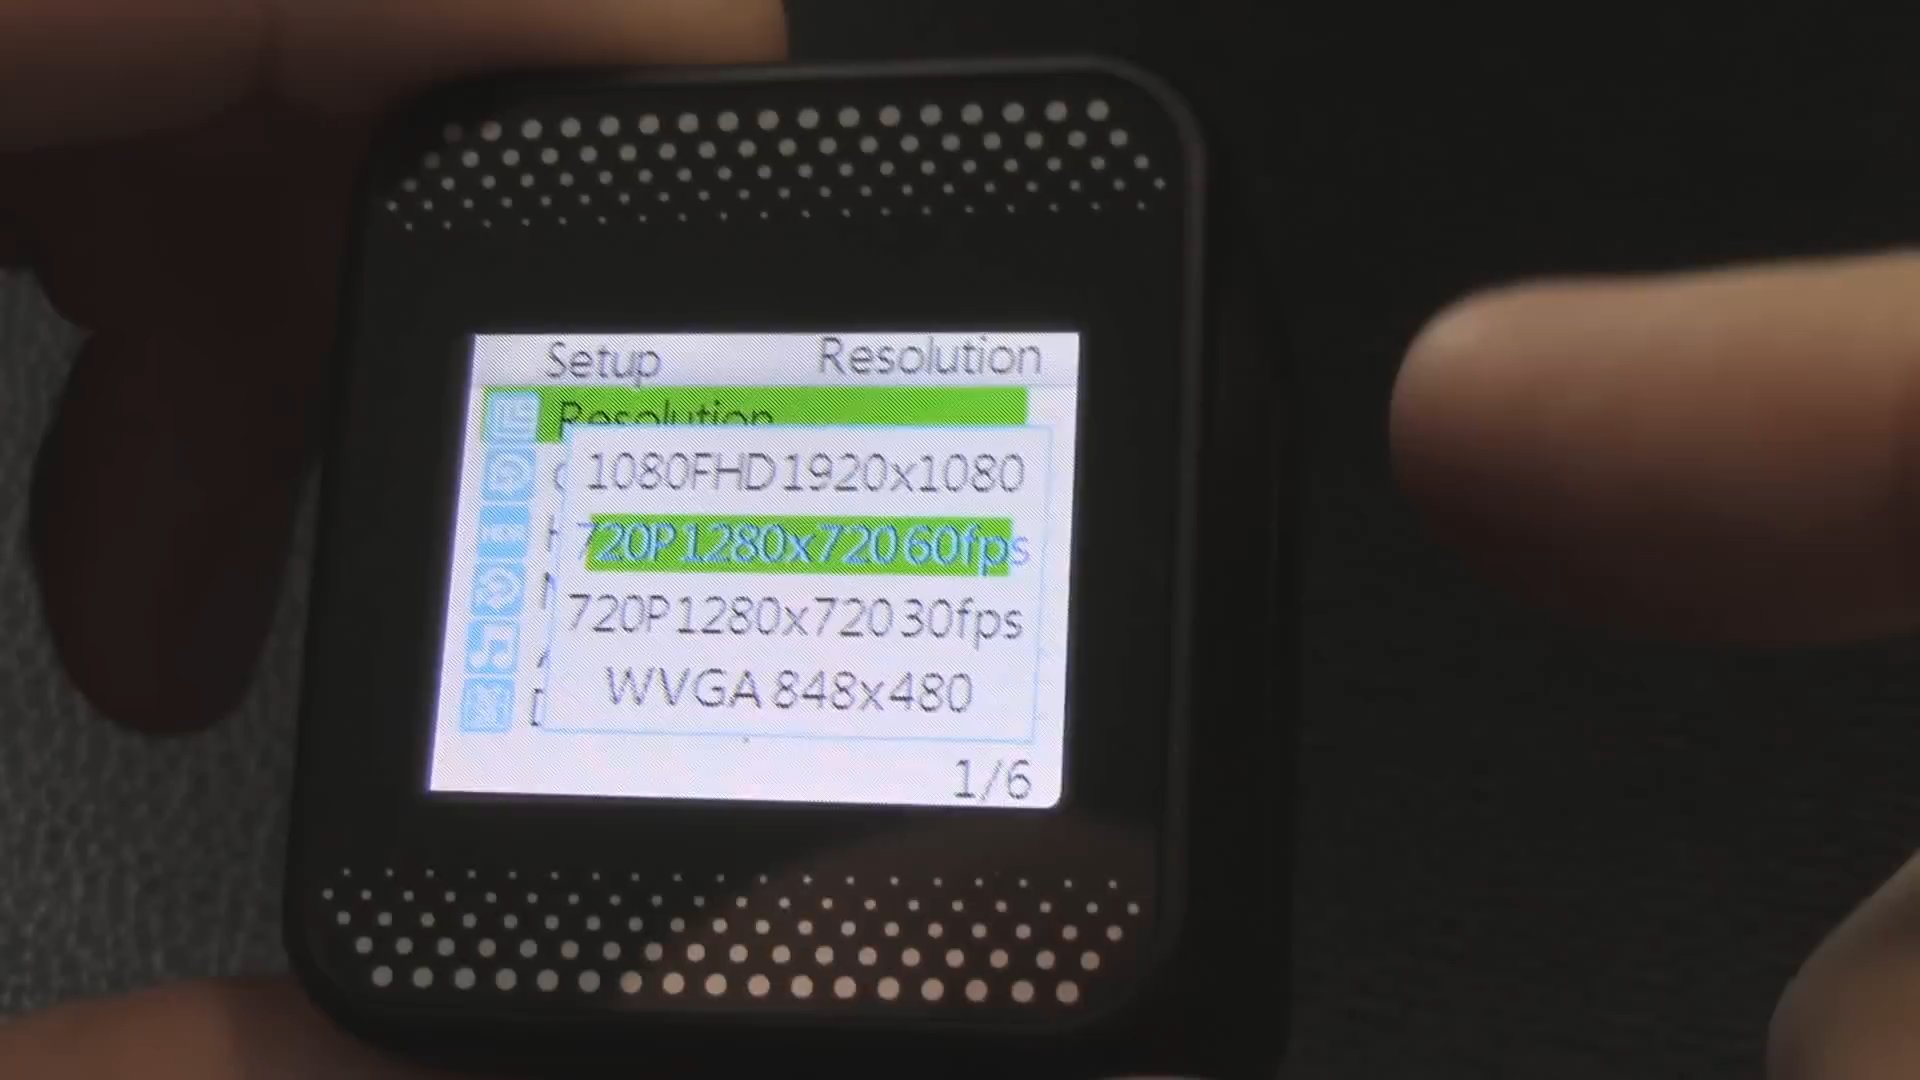 Setup Resolution
Resolution
1080FHD 1920x1080
720P 1280x720 60fps
720P 1280x720 30fps
WVGA 848x480
1/6